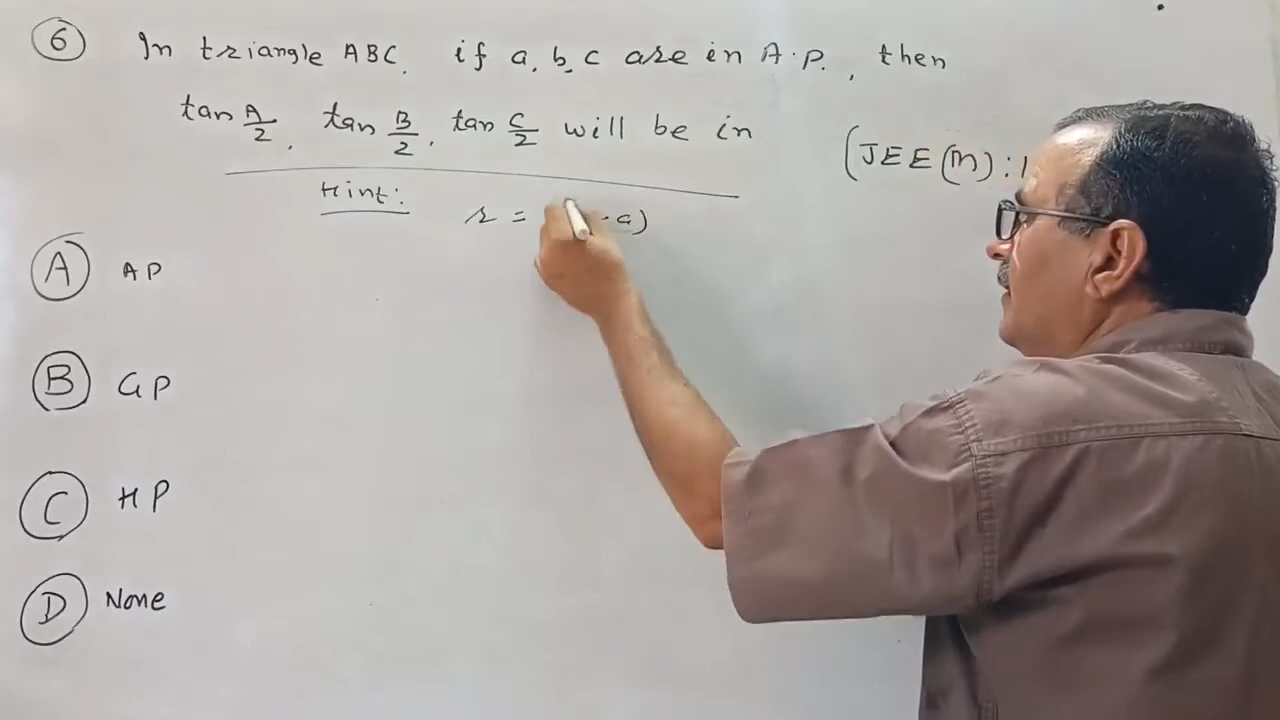 6 In triangle ABC, if a, b, c are in A.P., then
tan A/2, tan B/2, tan C/2 will be in
(JEE(M):1
Hint:
r = a)
A AP
B GP
C HP
D None